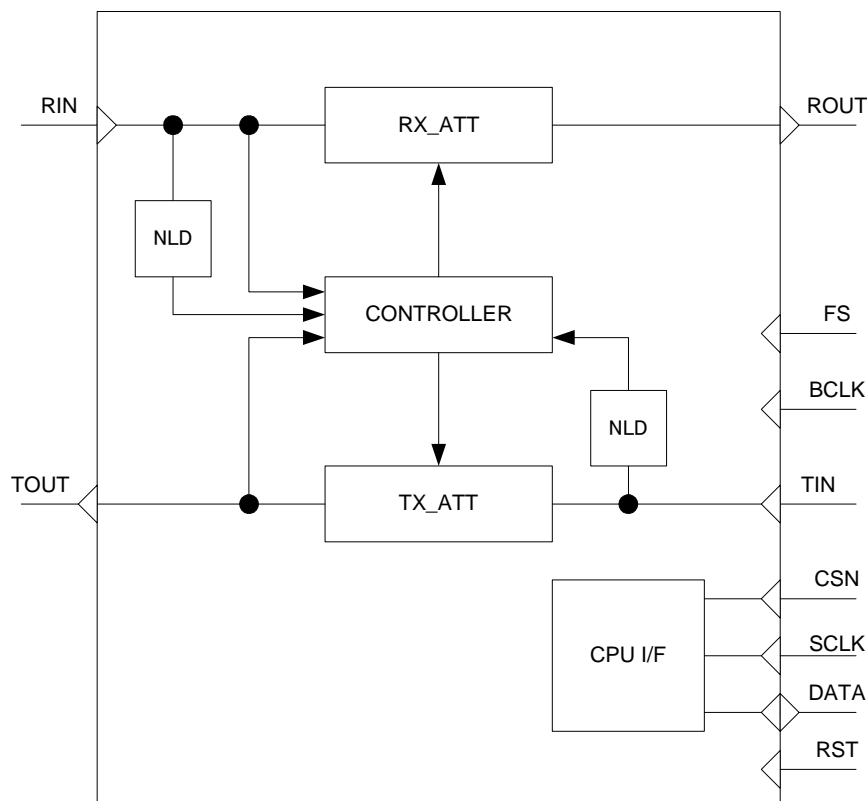 RIN
RX_ATT
ROUT
NLD
CONTROLLER
FS
BCLK
NLD
TOUT
TX_ATT
TIN
CSN
CPU I/F
SCLK
DATA
RST